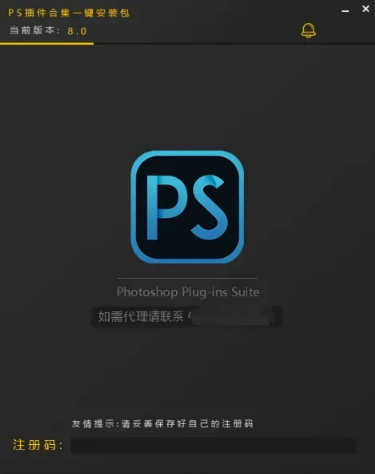 PS插件合集一键安装包
当前版本: 8.0
PS
Photoshop Plug-ins Suite
如需代理请联系
友情提示:请妥善保存好自己的注册码
注册码: